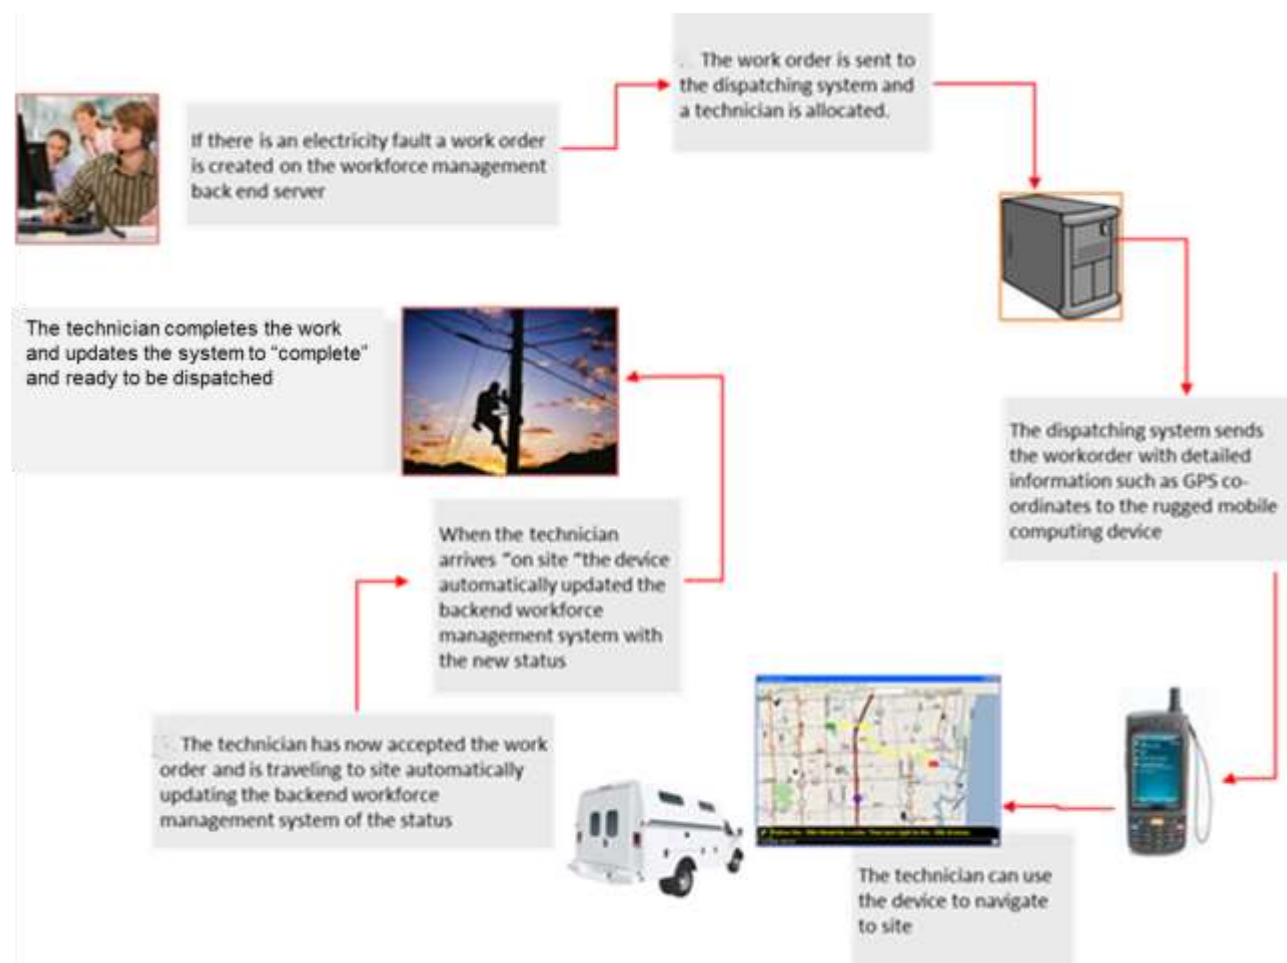 If there is an electricity fault a work order
is created on the workforce management
back end server
The work order is sent to
the dispatching system and
a technician is allocated.
The dispatching system sends
the workorder with detailed
information such as GPS co-
ordinates to the rugged mobile
computing device
The technician can use
the device to navigate
to site
The technician has now accepted the work
order and is traveling to site automatically
updating the backend workforce
management system of the status
When the technician
arrives "on site "the device
automatically updated the
backend workforce
management system with
the new status
The technician completes the work
and updates the system to “complete”
and ready to be dispatched